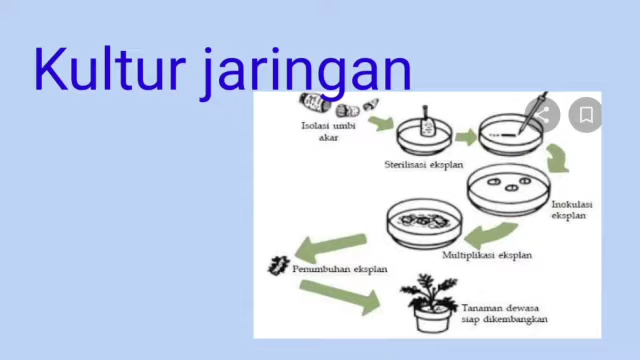 Kultur jaringan
Isolasi umbi
akar
Sterilisasi eksplan
Inokulasi
eksplan
Multiplikasi eksplan
Penumbuhan eksplan
Tanaman dewasa
siap dikembangkan